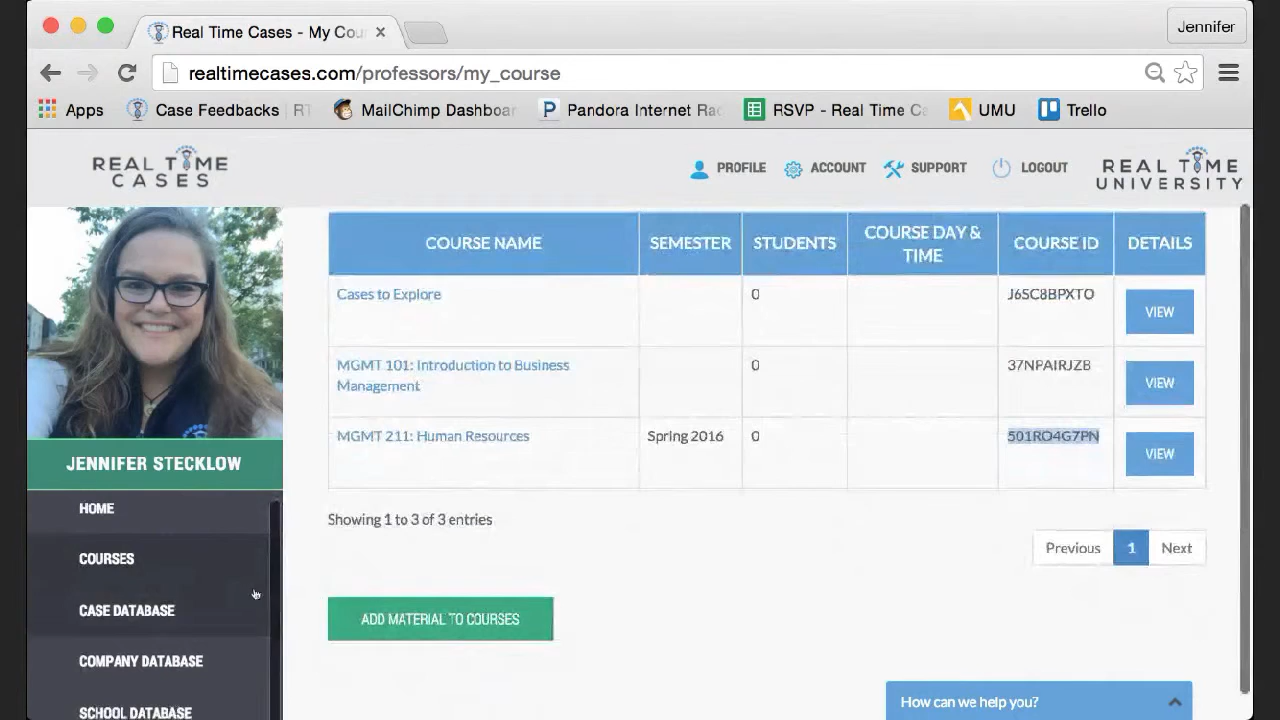 Real Time Cases - My Cou
Jennifer
realtimecases.com/professors/my_course
Apps Case Feedbacks | RT MailChimp Dashboar Pandora Internet Rad RSVP - Real Time Ca UMU Trello
REAL TIME CASES
PROFILE ACCOUNT SUPPORT LOGOUT
REAL TIME UNIVERSITY
COURSE NAME SEMESTER STUDENTS COURSE DAY & TIME COURSE ID DETAILS
Cases to Explore 0 J6SC8BPXTO VIEW
MGMT 101: Introduction to Business Management 0 37NPAIRJZB VIEW
MGMT 211: Human Resources Spring 2016 0 501RO4G7PN VIEW
JENNIFER STECKLOW
HOME
COURSES
CASE DATABASE
COMPANY DATABASE
SCHOOL DATABASE
Showing 1 to 3 of 3 entries
Previous 1 Next
ADD MATERIAL TO COURSES
How can we help you?